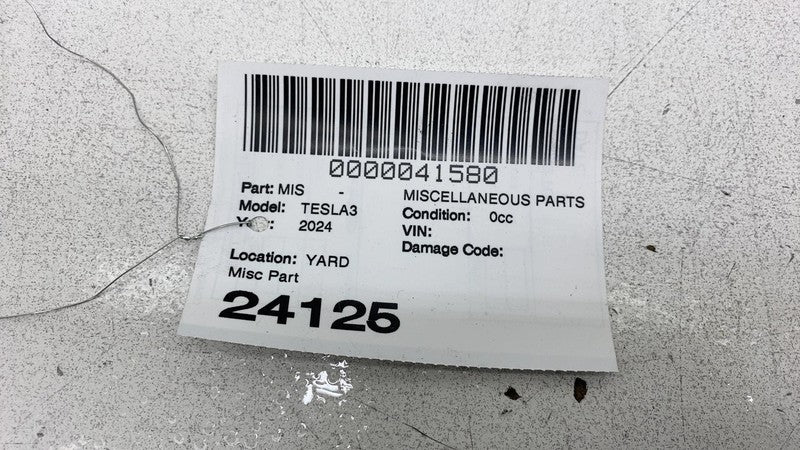 0000041580
Part: MIS - MISCELLANEOUS PARTS
Model: TESLA3 Condition: 0cc
2024 VIN:
Damage Code:
Location: YARD
Misc Part
24125